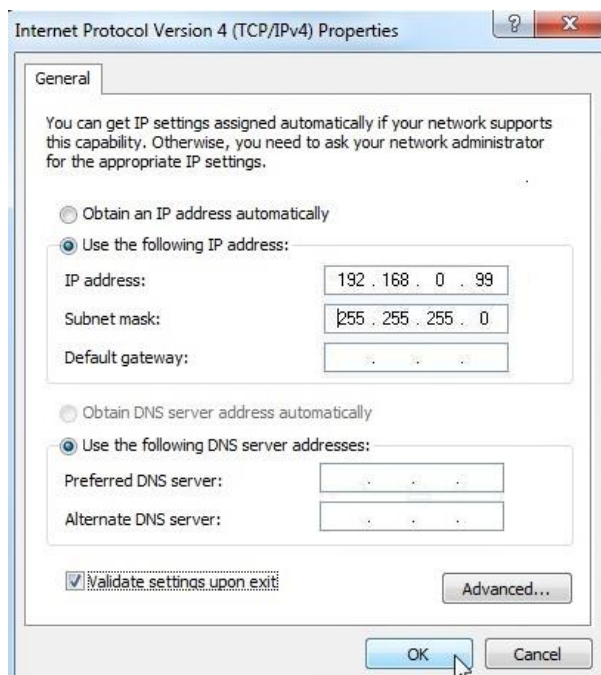 Internet Protocol Version 4 (TCP/IPv4) Properties
?
General
You can get IP settings assigned automatically if your network supports
this capability. Otherwise, you need to ask your network administrator
for the appropriate IP settings.
Obtain an IP address automatically
Use the following IP address:
IP address: 192 . 168 . 0 . 99
Subnet mask: 255 . 255 . 255 . 0
Default gateway: . . .
Obtain DNS server address automatically
Use the following DNS server addresses:
Preferred DNS server: . . .
Alternate DNS server: . . .
Validate settings upon exit
Advanced...
OK Cancel